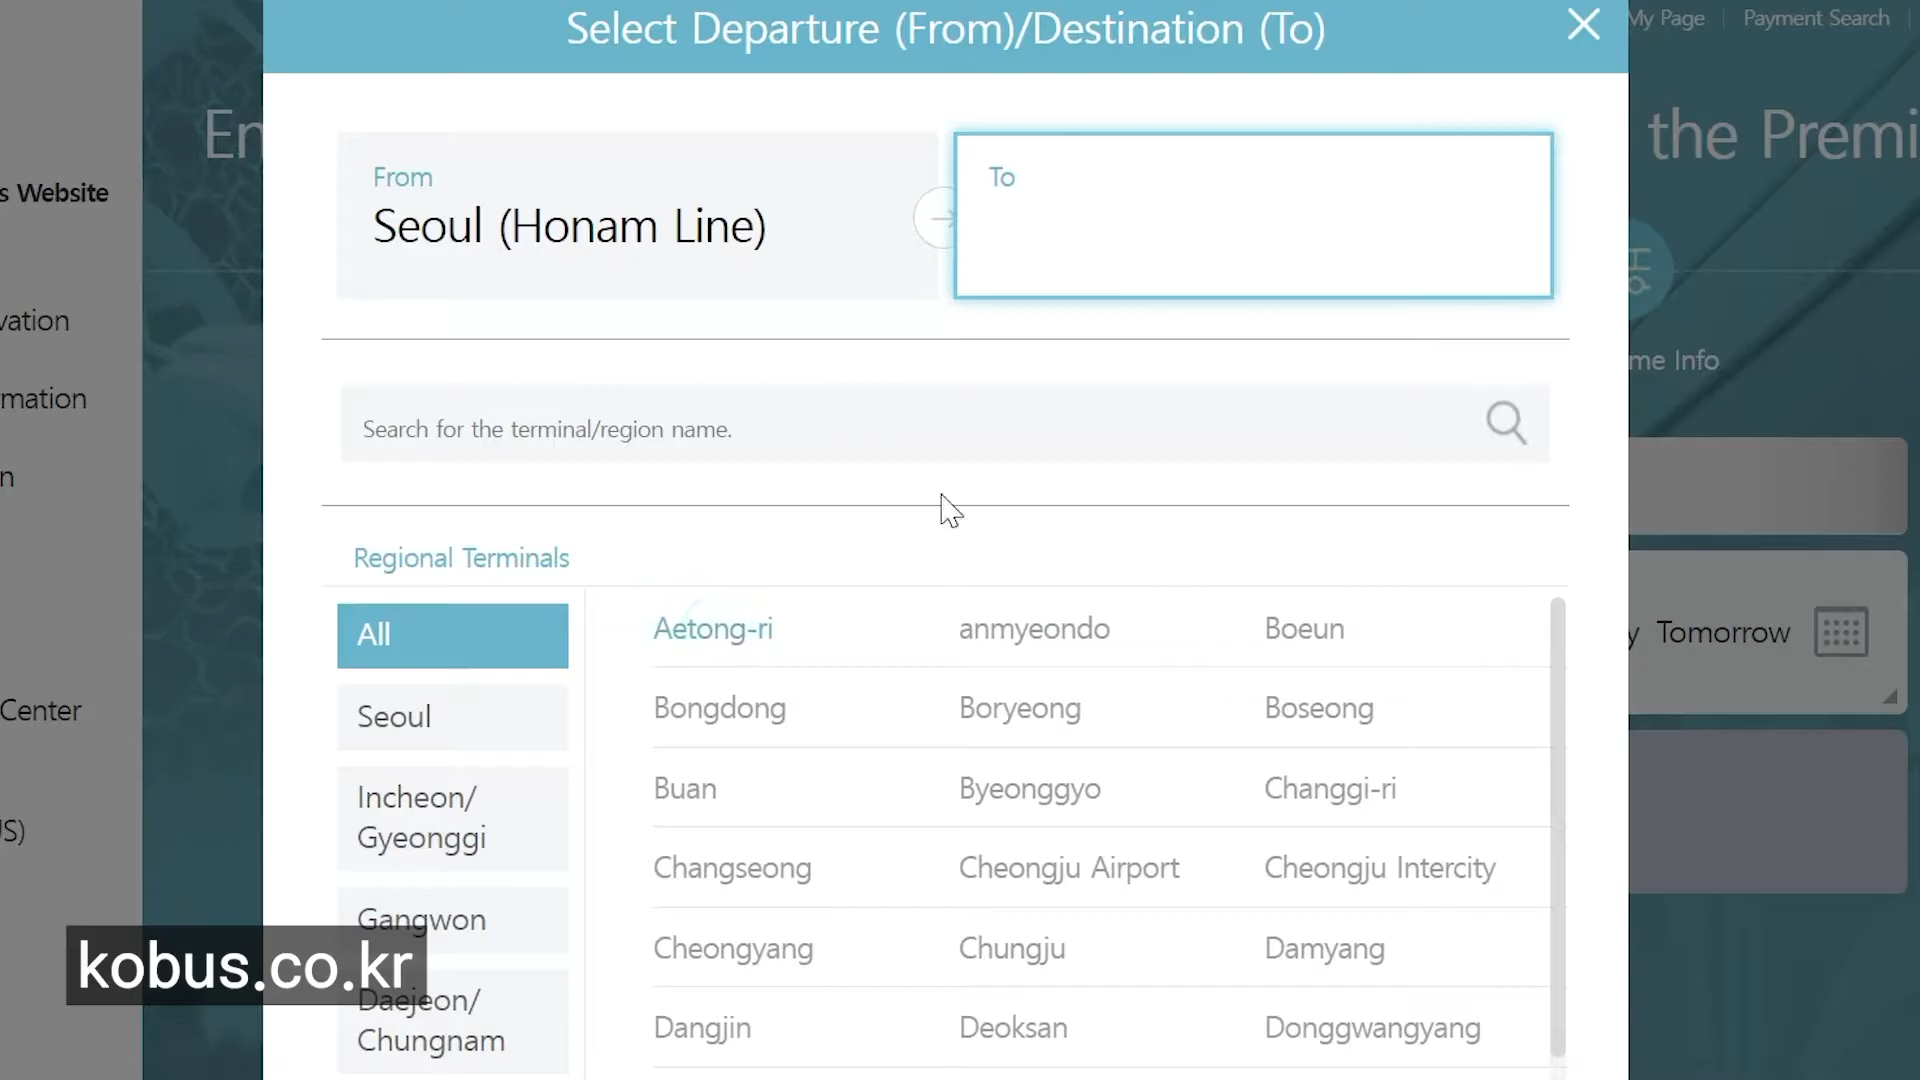 Select Departure (From)/Destination (To)
My Page
Payment Search
the Premi
s Website
From
To
Seoul (Honam Line)
vation
me Info
mation
Search for the terminal/region name.
n
Regional Terminals
All
Aetong-ri
anmyeondo
Boeun
Tomorrow
Seoul
Bongdong
Boryeong
Boseong
Center
Incheon/
Gyeonggi
Buan
Byeonggyo
Changgi-ri
Changseong
Cheongju Airport
Cheongju Intercity
Gangwon
Cheongyang
Chungju
Damyang
kobus.co.kr
Daejeon/
Chungnam
Dangjin
Deoksan
Donggwangyang